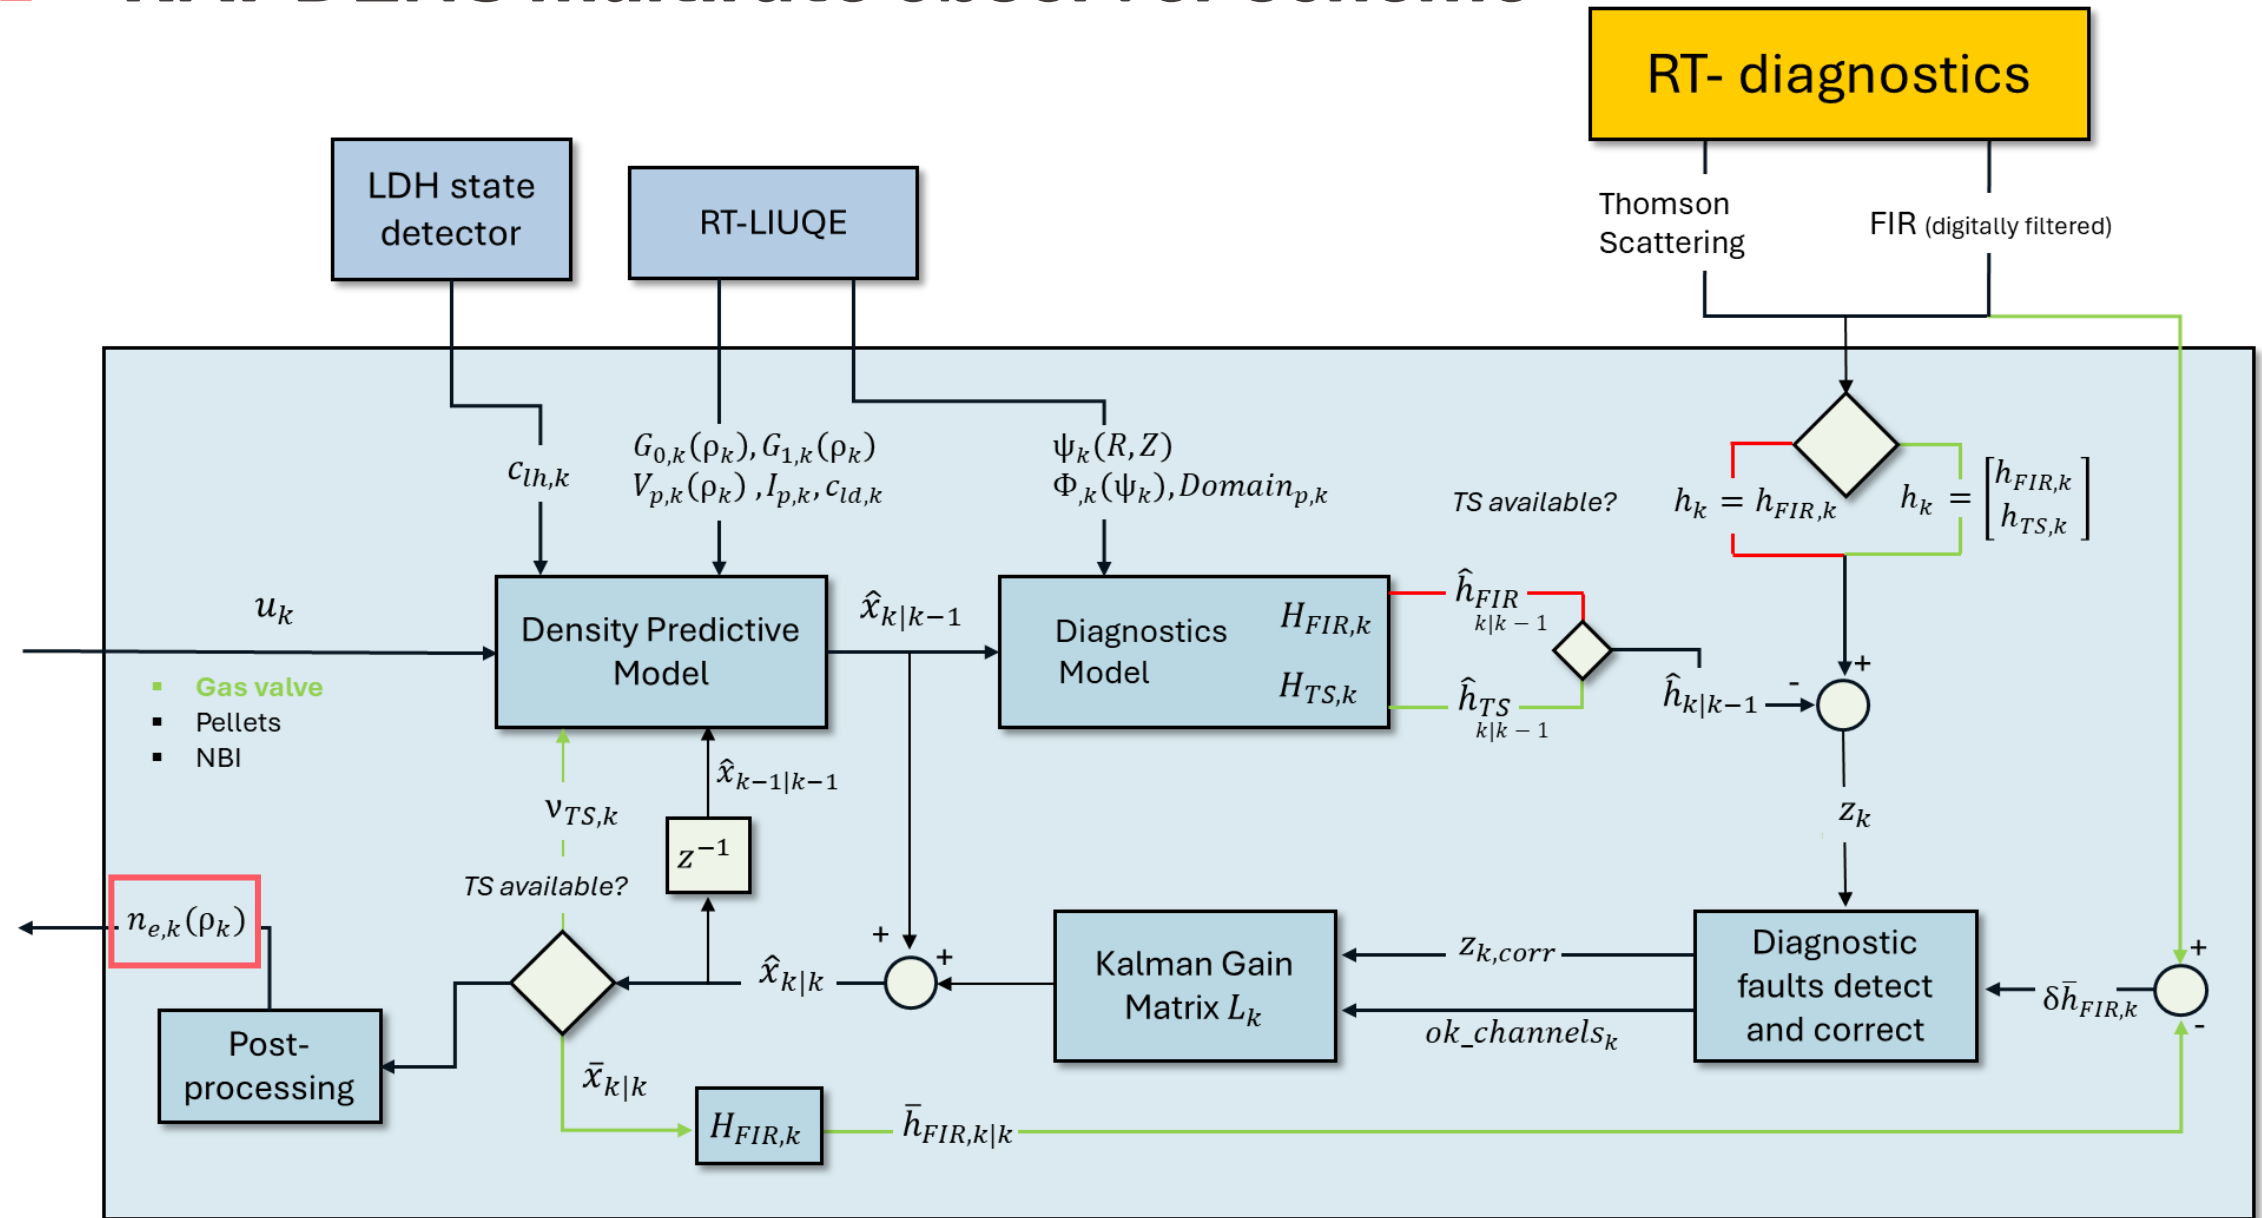 RT- diagnostics
LDH state
detector
RT-LIUQE
Thomson
Scattering
FIR (digitally filtered)
c_{lh,k}
G_{0,k}(ρ_k), G_{1,k}(ρ_k)
V_{p,k}(ρ_k) , I_{p,k}, c_{ld,k}
ψ_k(R, Z)
Φ_{,k}(ψ_k), Domain_{p,k}
TS available?
h_k = h_{FIR,k}
h_k = [h_{FIR,k}
h_{TS,k}]
u_k
Gas valve
Pellets
NBI
Density Predictive
Model
x̂_{k|k−1}
Diagnostics
Model
H_{FIR,k}
H_{TS,k}
ĥ_{FIR k|k − 1}
ĥ_{TS k|k − 1}
ĥ_{k|k−1}
-
+
z_k
ν_{TS,k}
x̂_{k−1|k−1}
z^{−1}
TS available?
n_{e,k}(ρ_k)
Post-
processing
x̂_{k|k}
+
+
Kalman Gain
Matrix L_k
z_{k,corr}
ok_channels_k
Diagnostic
faults detect
and correct
δh̄_{FIR,k}
+
-
x̄_{k|k}
H_{FIR,k}
h̄_{FIR,k|k}